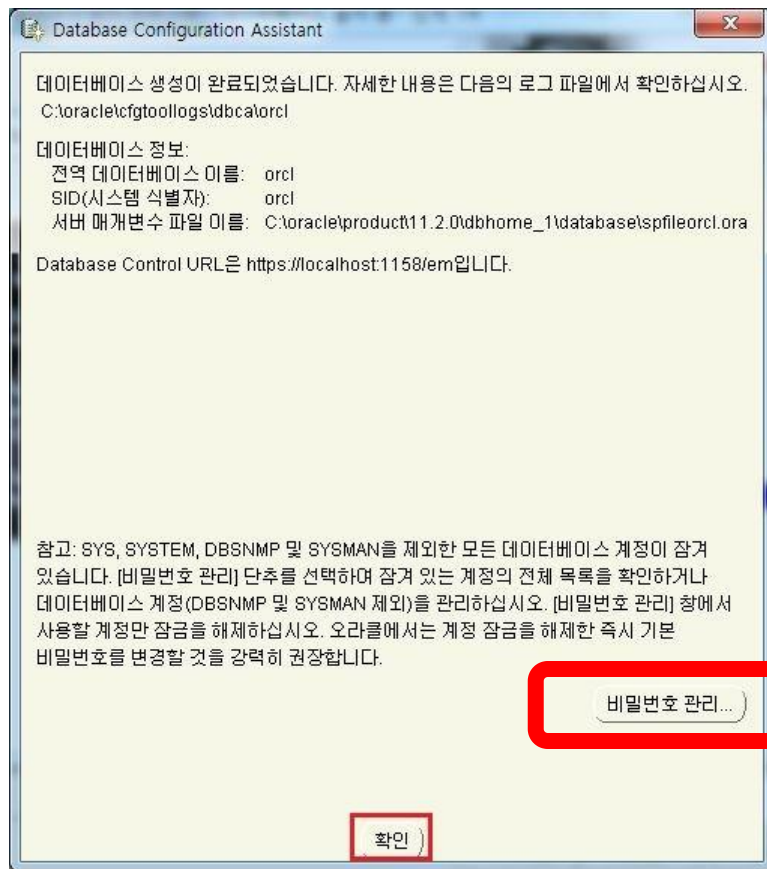 Database Configuration Assistant
데이터베이스 생성이 완료되었습니다. 자세한 내용은 다음의 로그 파일에서 확인하십시오.
C:\oracle\cfgtoollogs\dbca\orcl
데이터베이스 정보:
전역 데이터베이스 이름: orcl
SID(시스템 식별자): orcl
서버 매개변수 파일 이름: C:\oracle\product\11.2.0\dbhome_1\database\spfileorcl.ora
Database Control URL은 https://localhost:1158/em입니다.
참고: SYS, SYSTEM, DBSNMP 및 SYSMAN을 제외한 모든 데이터베이스 계정이 잠겨
있습니다. [비밀번호 관리] 단추를 선택하여 잠겨 있는 계정의 전체 목록을 확인하거나
데이터베이스 계정(DBSNMP 및 SYSMAN 제외)을 관리하십시오. [비밀번호 관리] 창에서
사용할 계정만 잠금을 해제하십시오. 오라클에서는 계정 잠금을 해제한 즉시 기본
비밀번호를 변경할 것을 강력히 권장합니다.
비밀번호 관리...
확인